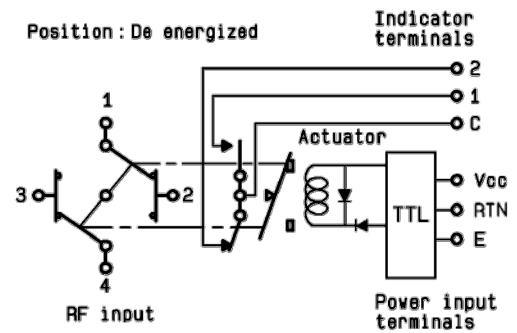 Position : De energized
Indicator
terminals
2
1
C
1
Actuator
3
2
4
TTL
Vcc
RTN
E
RF input
Power input
terminals